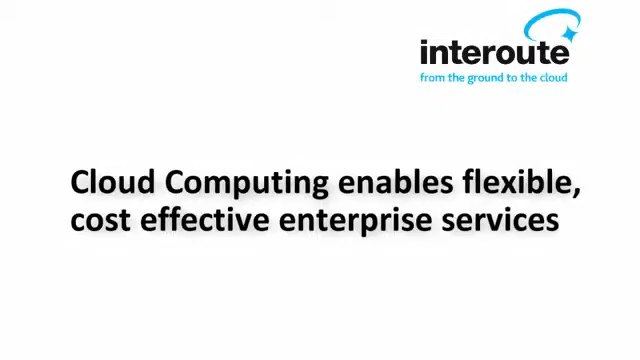 interoute
from the ground to the cloud
Cloud Computing enables flexible,
cost effective enterprise services